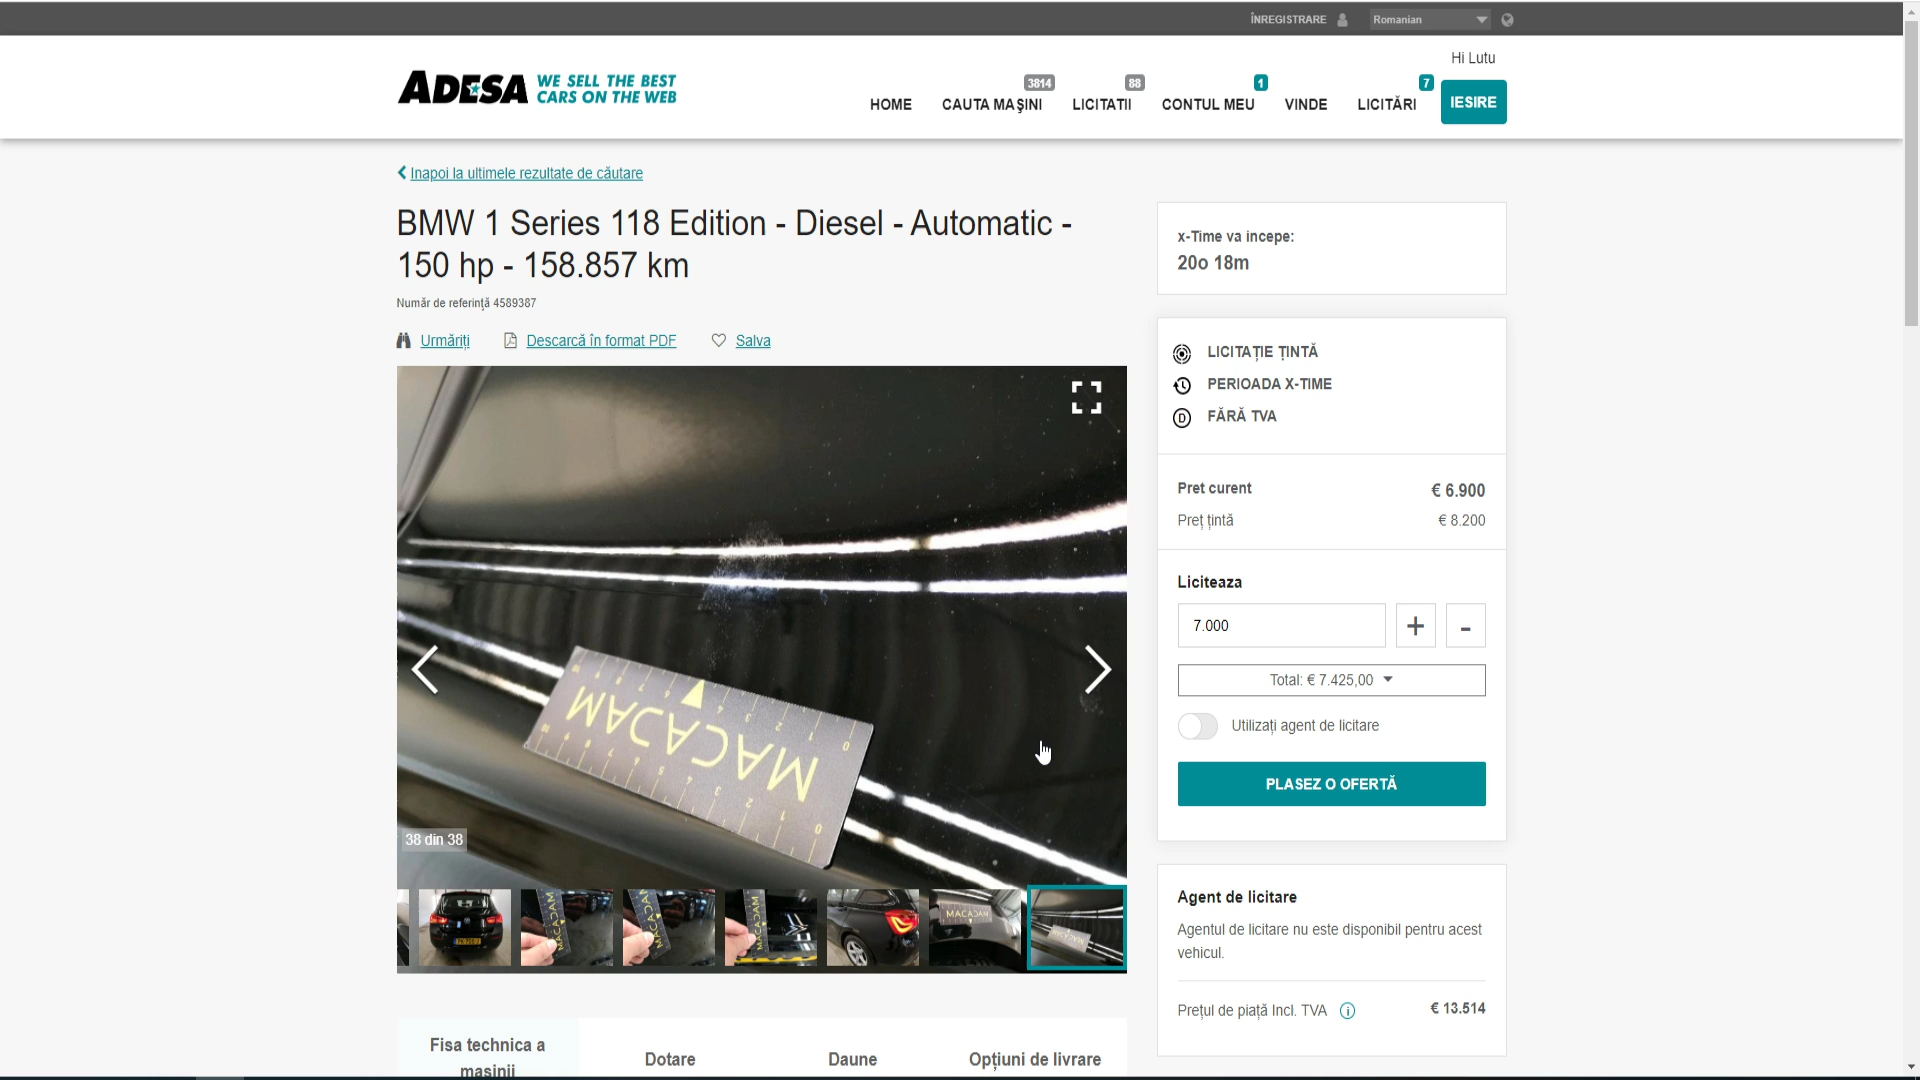 ÎNREGISTRARE
Romanian
Hi Lutu
ADESA
WE SELL THE BEST
CARS ON THE WEB
HOME
CAUTA MAŞINI
3814
LICITATII
88
CONTUL MEU
1
VINDE
LICITĂRI
7
IESIRE
Inapoi la ultimele rezultate de căutare
BMW 1 Series 118 Edition - Diesel - Automatic -
150 hp - 158.857 km
Număr de referință 4589387
Urmăriți
Descarcă în format PDF
Salva
MACADAM
38 din 38
Fisa technica a
masinii
Dotare
Daune
Opțiuni de livrare
x-Time va incepe:
20o 18m
LICITAȚIE ȚINTĂ
PERIOADA X-TIME
FĂRĂ TVA
Pret curent € 6.900
Preț țintă € 8.200
Liciteaza
7.000
+
-
Total: € 7.425,00
Utilizați agent de licitare
PLASEZ O OFERTĂ
Agent de licitare
Agentul de licitare nu este disponibil pentru acest
vehicul.
Prețul de piață Incl. TVA € 13.514